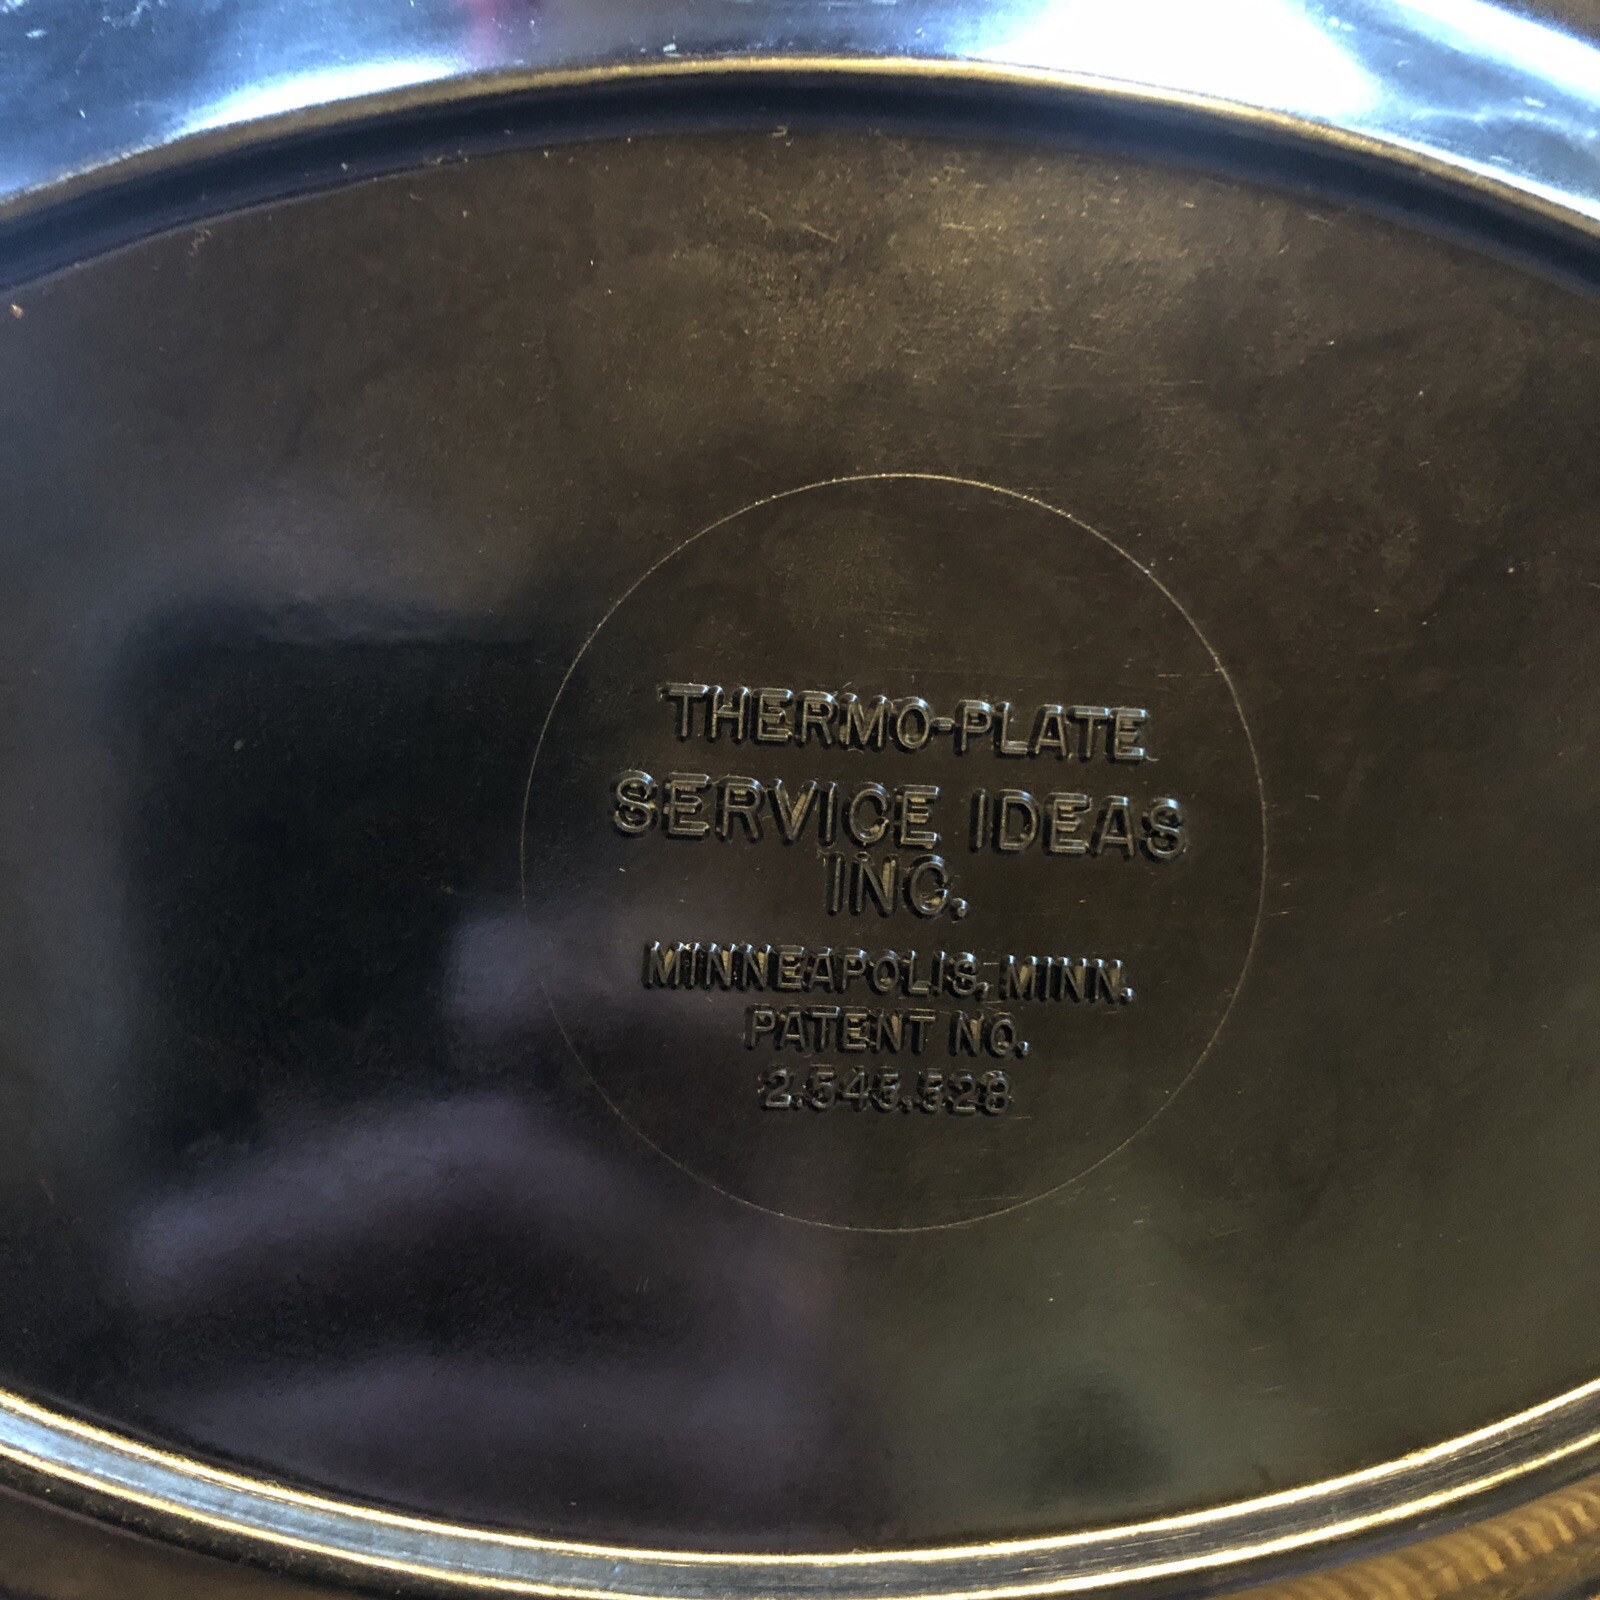 THERMO-PLATE
SERVICE IDEAS
INC.
MINNEAPOLIS, MINN.
PATENT NO.
2.545.528